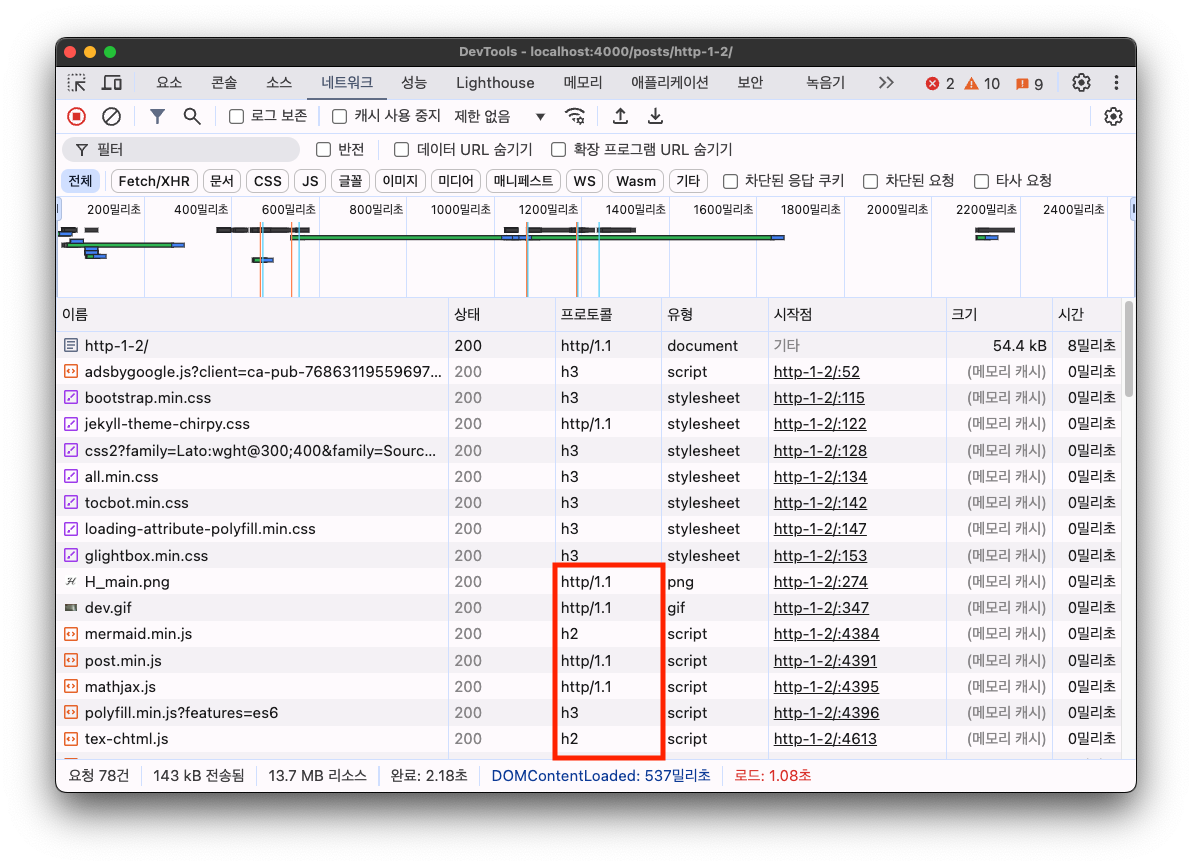 DevTools - localhost:4000/posts/http-1-2/
요소 콘솔 소스 네트워크 성능 Lighthouse 메모리 애플리케이션 보안 녹음기 2 10 9
로그 보존 캐시 사용 중지 제한 없음
필터 반전 데이터 URL 숨기기 확장 프로그램 URL 숨기기
전체 Fetch/XHR 문서 CSS JS 글꼴 이미지 미디어 매니페스트 WS Wasm 기타 차단된 응답 쿠키 차단된 요청 타사 요청
200밀리초 400밀리초 600밀리초 800밀리초 1000밀리초 1200밀리초 1400밀리초 1600밀리초 1800밀리초 2000밀리초 2200밀리초 2400밀리초
이름 상태 프로토콜 유형 시작점 크기 시간
http-1-2/ 200 http/1.1 document 기타 54.4 kB 8밀리초
adsbygoogle.js?client=ca-pub-76863119559697... 200 h3 script http-1-2/:52 (메모리 캐시) 0밀리초
bootstrap.min.css 200 h3 stylesheet http-1-2/:115 (메모리 캐시) 0밀리초
jekyll-theme-chirpy.css 200 http/1.1 stylesheet http-1-2/:122 (메모리 캐시) 0밀리초
css2?family=Lato:wght@300;400&family=Sourc... 200 h3 stylesheet http-1-2/:128 (메모리 캐시) 0밀리초
all.min.css 200 h3 stylesheet http-1-2/:134 (메모리 캐시) 0밀리초
tocbot.min.css 200 h3 stylesheet http-1-2/:142 (메모리 캐시) 0밀리초
loading-attribute-polyfill.min.css 200 h3 stylesheet http-1-2/:147 (메모리 캐시) 0밀리초
glightbox.min.css 200 h3 stylesheet http-1-2/:153 (메모리 캐시) 0밀리초
H_main.png 200 http/1.1 png http-1-2/:274 (메모리 캐시) 0밀리초
dev.gif 200 http/1.1 gif http-1-2/:347 (메모리 캐시) 0밀리초
mermaid.min.js 200 h2 script http-1-2/:4384 (메모리 캐시) 0밀리초
post.min.js 200 http/1.1 script http-1-2/:4391 (메모리 캐시) 0밀리초
mathjax.js 200 http/1.1 script http-1-2/:4395 (메모리 캐시) 0밀리초
polyfill.min.js?features=es6 200 h3 script http-1-2/:4396 (메모리 캐시) 0밀리초
tex-chtml.js 200 h2 script http-1-2/:4613 (메모리 캐시) 0밀리초
요청 78건 143 kB 전송됨 13.7 MB 리소스 완료: 2.18초 DOMContentLoaded: 537밀리초 로드: 1.08초